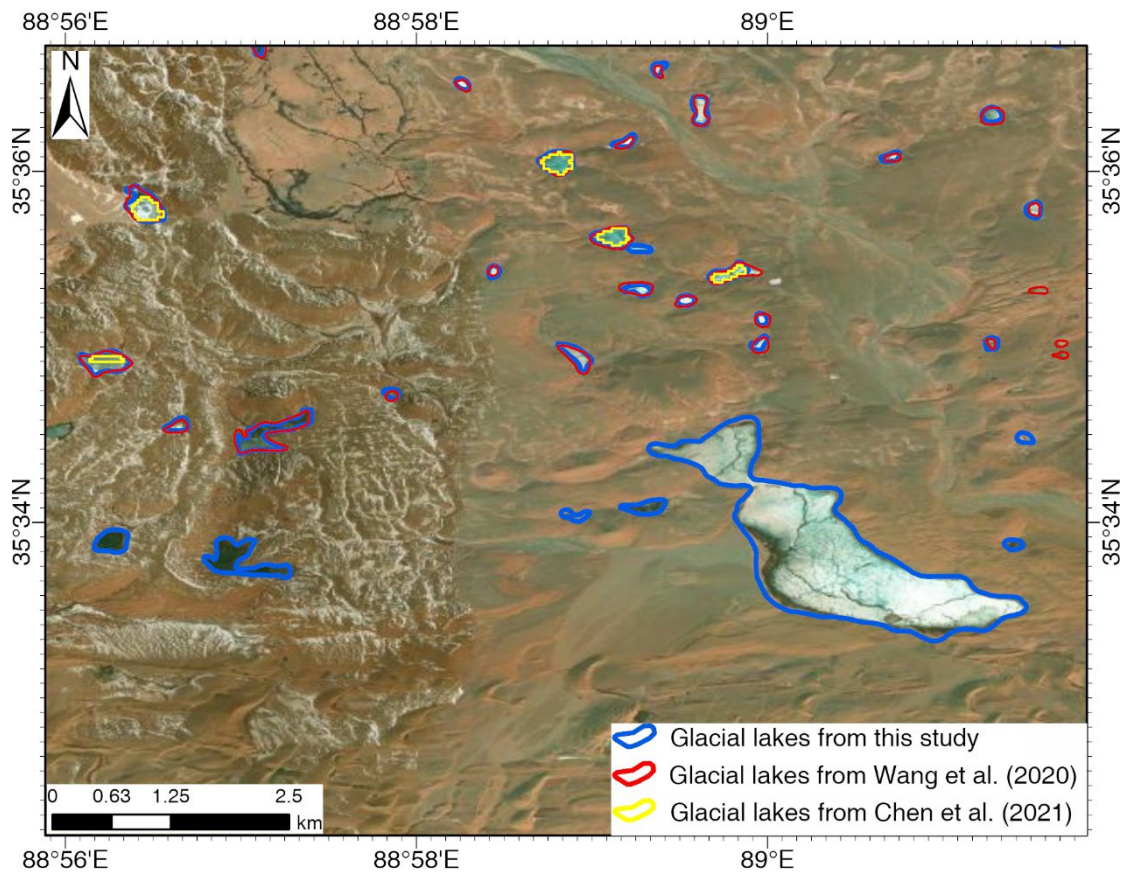 88°56'E 88°58'E 89°E
N
35°36'N 35°36'N
35°34'N 35°34'N
Glacial lakes from this study
Glacial lakes from Wang et al. (2020)
Glacial lakes from Chen et al. (2021)
0 0.63 1.25 2.5
km
88°56'E 88°58'E 89°E